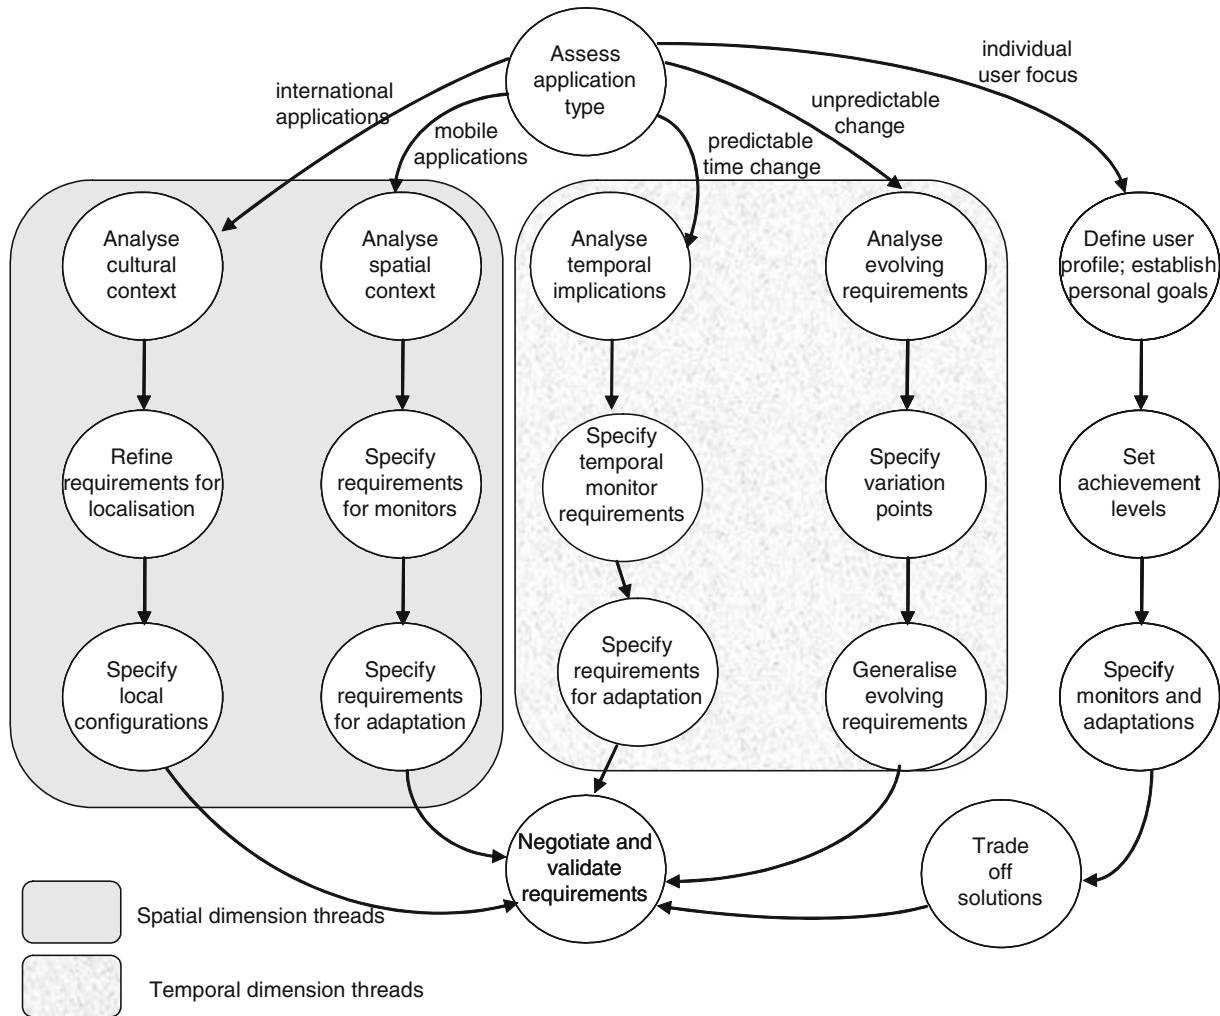 Assess
application
type
international
applications
mobile
applications
predictable
time change
unpredictable
change
individual
user focus
Analyse
cultural
context
Analyse
spatial
context
Analyse
temporal
implications
Analyse
evolving
requirements
Define user
profile; establish
personal goals
Refine
requirements for
localisation
Specify
requirements
for monitors
Specify
temporal
monitor
requirements
Specify
variation
points
Set
achievement
levels
Specify
local
configurations
Specify
requirements
for adaptation
Specify
requirements
for adaptation
Generalise
evolving
requirements
Specify
monitors and
adaptations
Negotiate and
validate
requirements
Trade
off
solutions
Spatial dimension threads
Temporal dimension threads